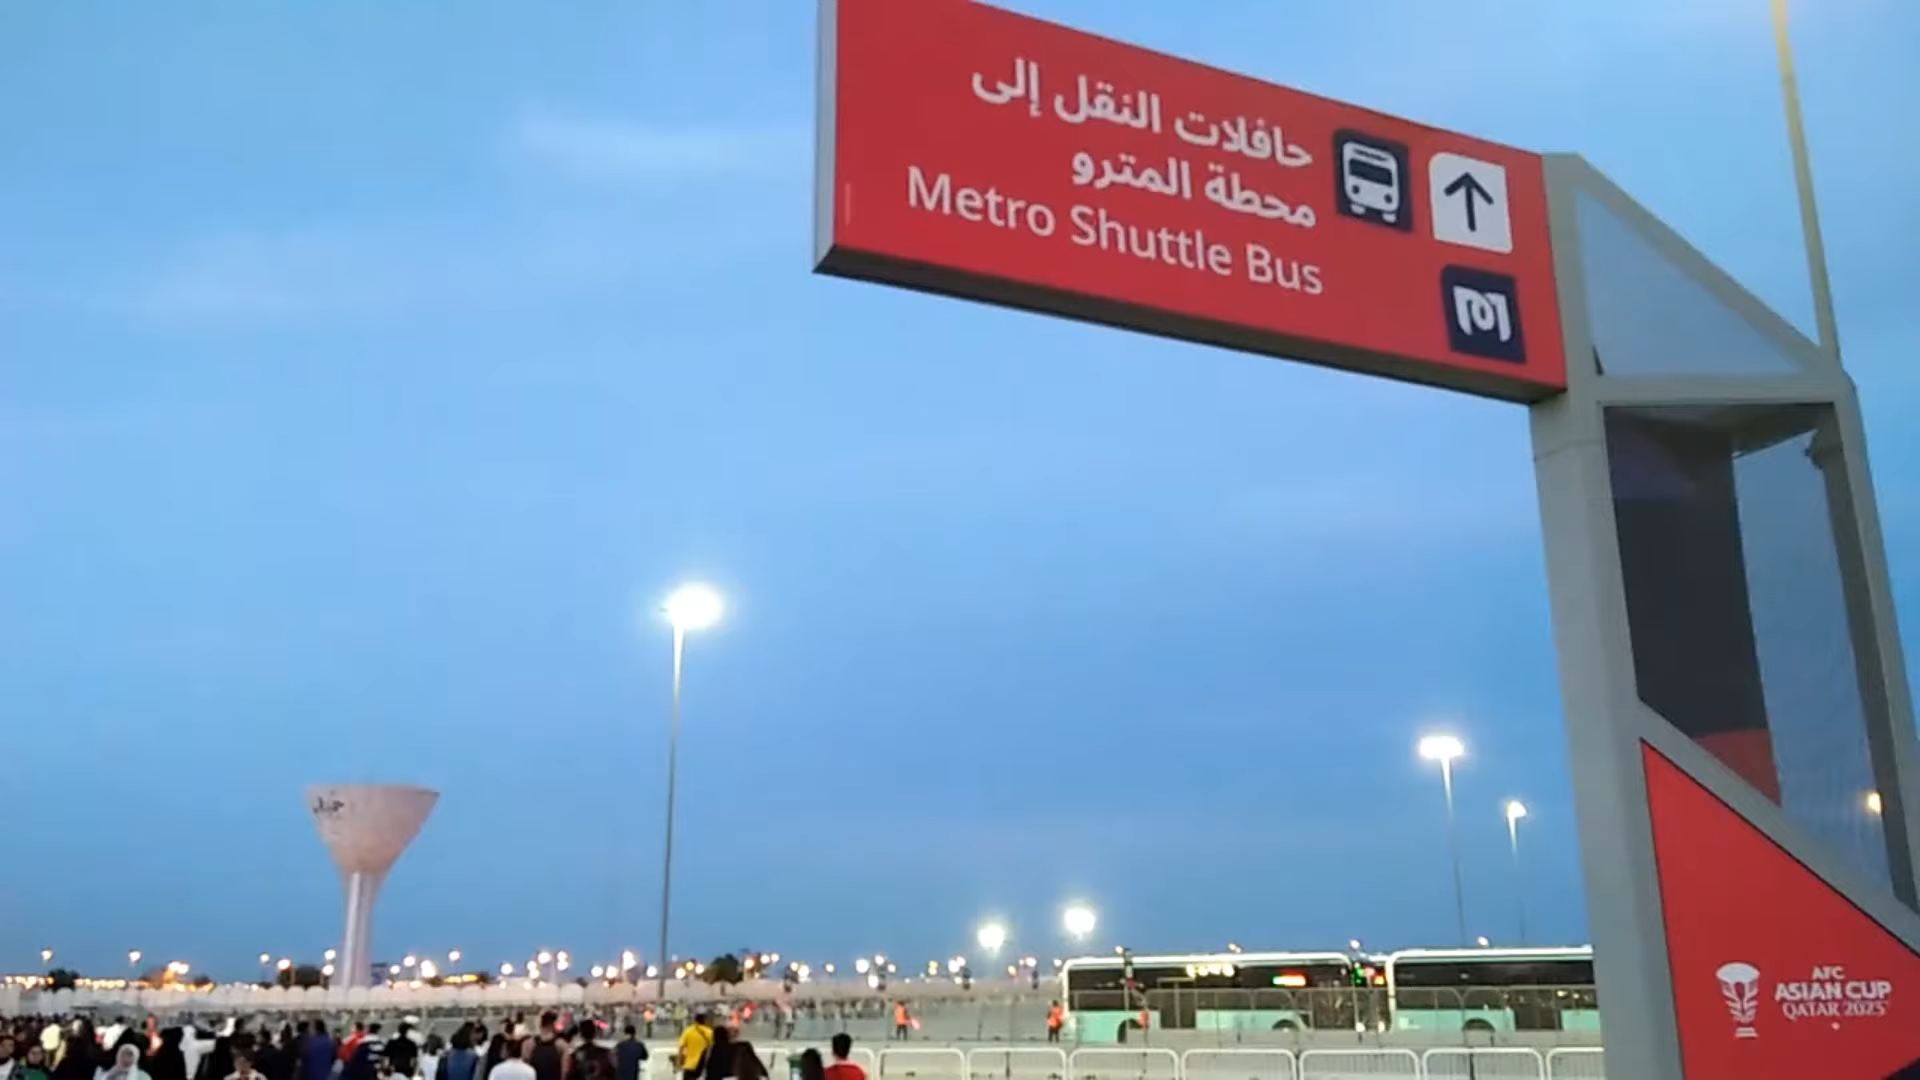 حافلات النقل إلى
محطة المترو
Metro Shuttle Bus
AFC
ASIAN CUP
QATAR 2023